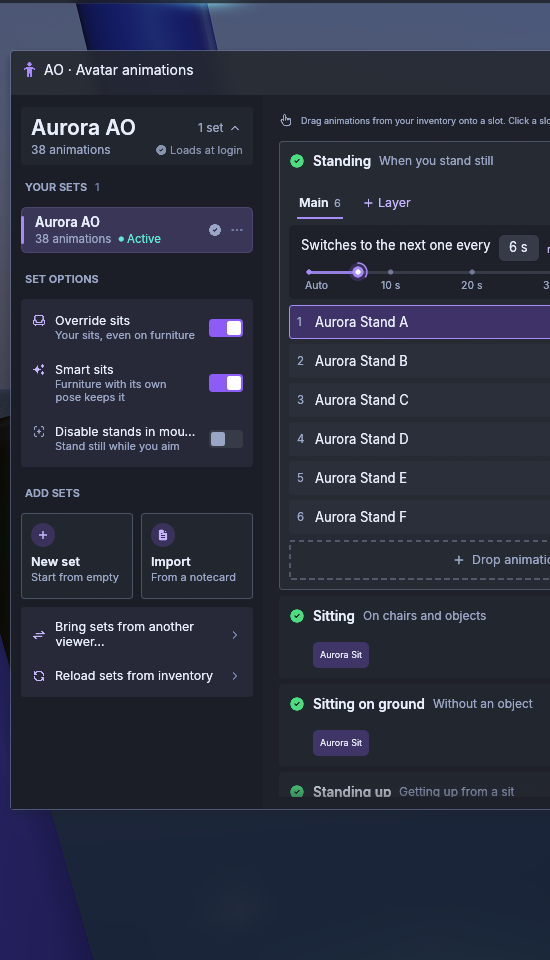 AO · Avatar animations
Aurora AO
1 set
38 animations
Loads at login
YOUR SETS 1
Aurora AO
38 animations
Active
SET OPTIONS
Override sits
Your sits, even on furniture
Smart sits
Furniture with its own
pose keeps it
Disable stands in mou...
Stand still while you aim
ADD SETS
New set
Start from empty
Import
From a notecard
Bring sets from another
viewer...
Reload sets from inventory
Drag animations from your inventory onto a slot. Click a
Standing When you stand still
Main 6
+ Layer
Switches to the next one every 6 s
Auto 10 s 20 s
1 Aurora Stand A
2 Aurora Stand B
3 Aurora Stand C
4 Aurora Stand D
5 Aurora Stand E
6 Aurora Stand F
+ Drop
Sitting On chairs and objects
Aurora Sit
Sitting on ground Without an object
Aurora Sit
Standing up Getting up from a sit